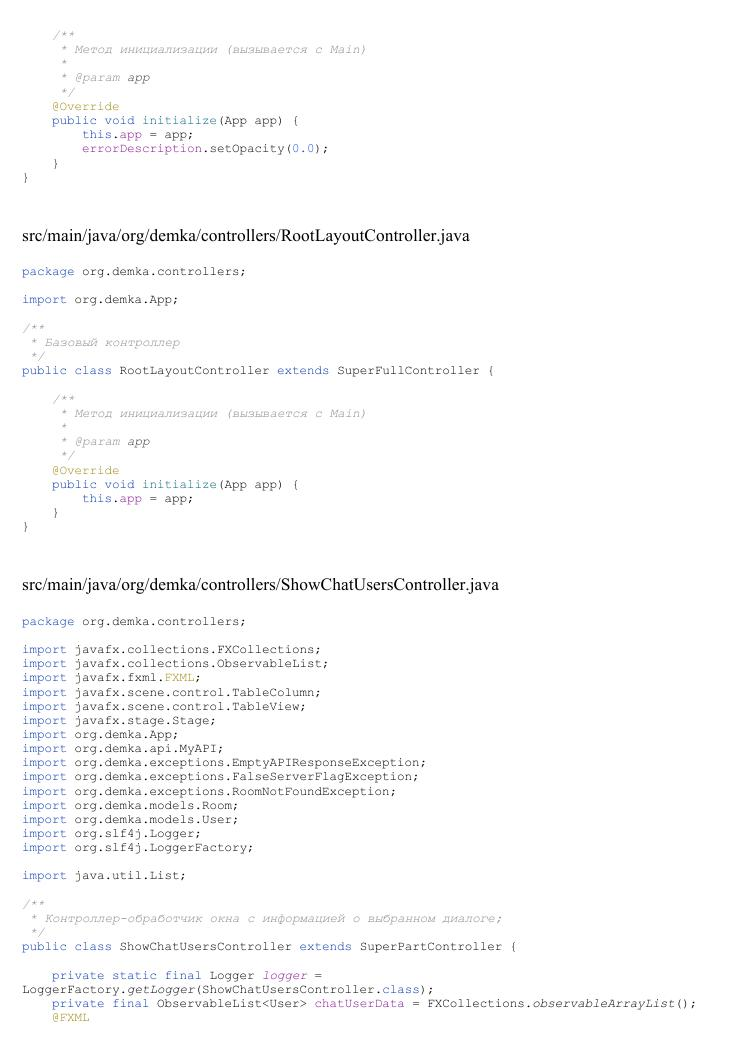 /**
     * Метод инициализации (вызывается с Main)
     *
     * @param app
     */
    @Override
    public void initialize(App app) {
        this.app = app;
        errorDescription.setOpacity(0.0);
    }
}
src/main/java/org/demka/controllers/RootLayoutController.java
package org.demka.controllers;
import org.demka.App;
/**
 * Базовый контроллер
 */
public class RootLayoutController extends SuperFullController {
    /**
     * Метод инициализации (вызывается с Main)
     *
     * @param app
     */
    @Override
    public void initialize(App app) {
        this.app = app;
    }
}
src/main/java/org/demka/controllers/ShowChatUsersController.java
package org.demka.controllers;
import javafx.collections.FXCollections;
import javafx.collections.ObservableList;
import javafx.fxml.FXML;
import javafx.scene.control.TableColumn;
import javafx.scene.control.TableView;
import javafx.stage.Stage;
import org.demka.App;
import org.demka.api.MyAPI;
import org.demka.exceptions.EmptyAPIResponseException;
import org.demka.exceptions.FalseServerFlagException;
import org.demka.exceptions.RoomNotFoundException;
import org.demka.models.Room;
import org.demka.models.User;
import org.slf4j.Logger;
import org.slf4j.LoggerFactory;
import java.util.List;
/**
 * Контроллер-обработчик окна с информацией о выбранном диалоге;
 */
public class ShowChatUsersController extends SuperPartController {
    private static final Logger logger =
LoggerFactory.getLogger(ShowChatUsersController.class);
    private final ObservableList<User> chatUserData = FXCollections.observableArrayList();
    @FXML